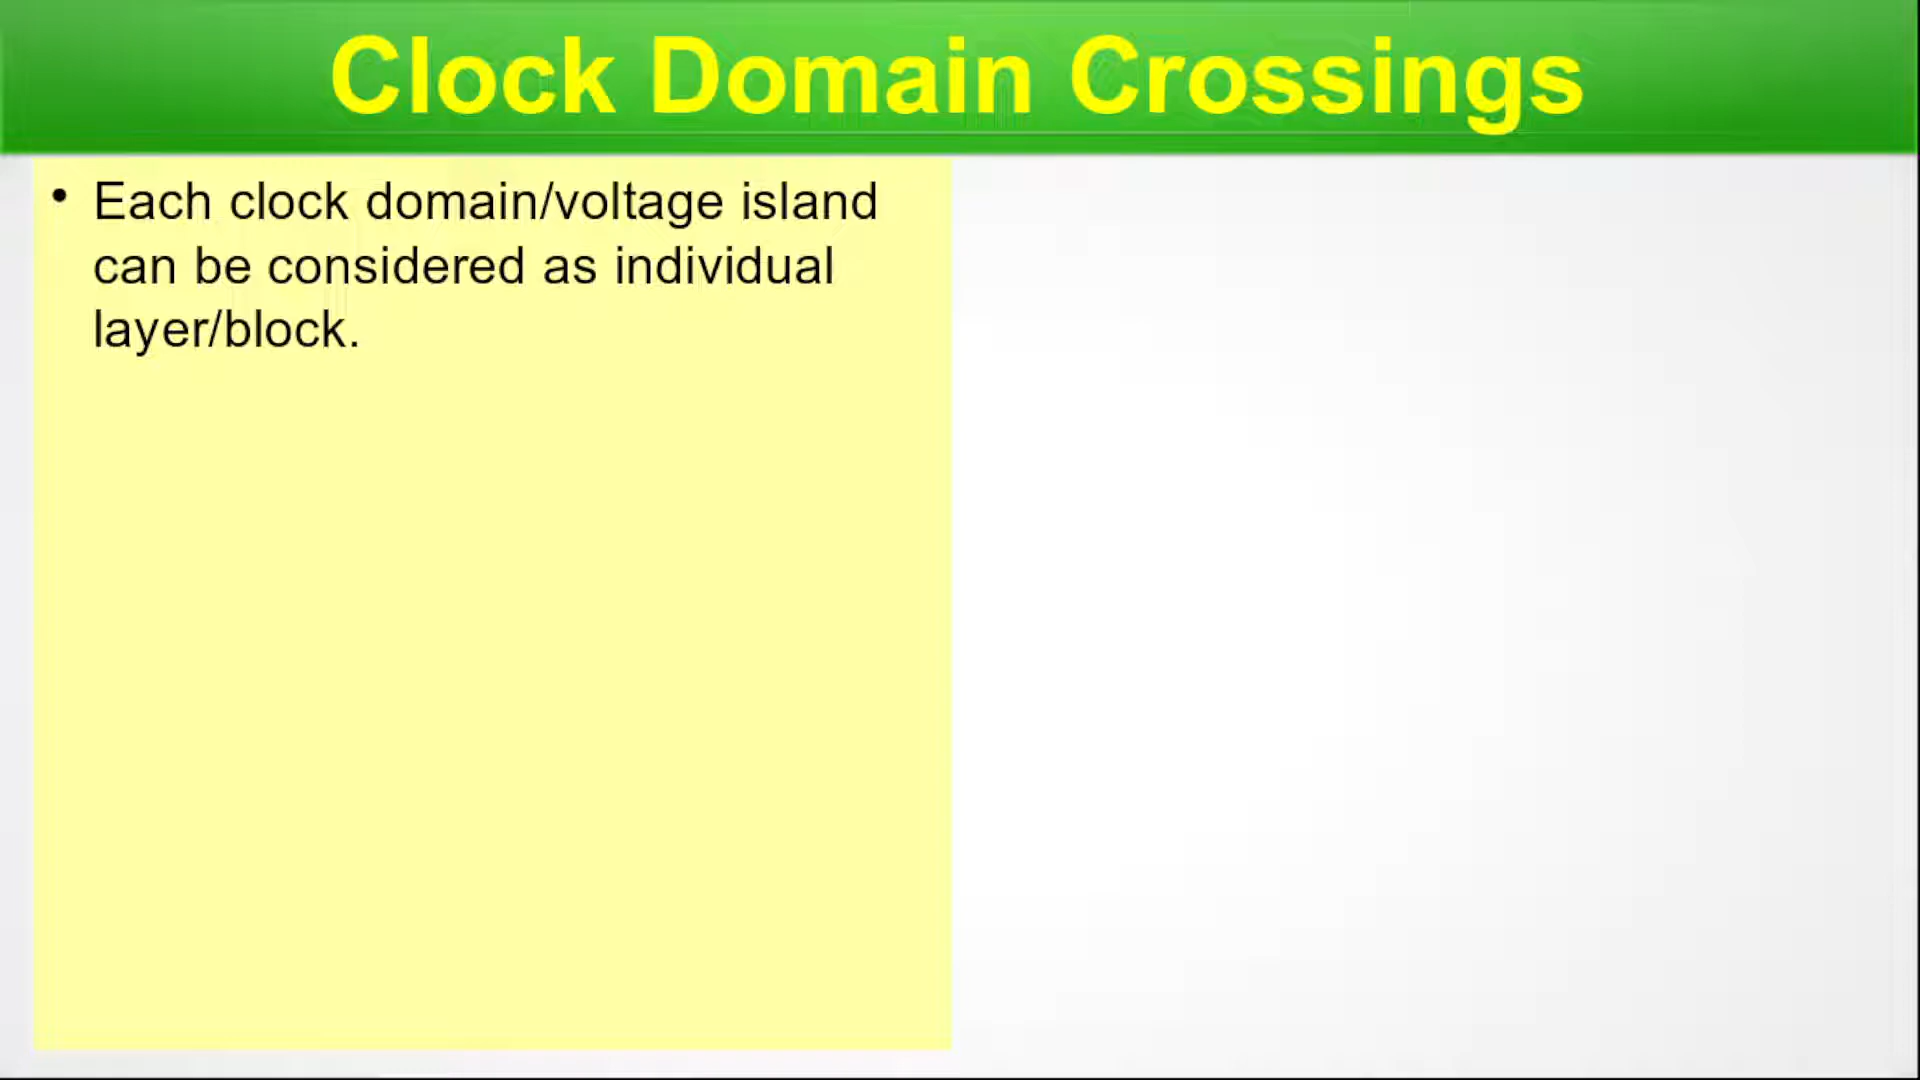 Clock Domain Crossings
• Each clock domain/voltage island
can be considered as individual
layer/block.